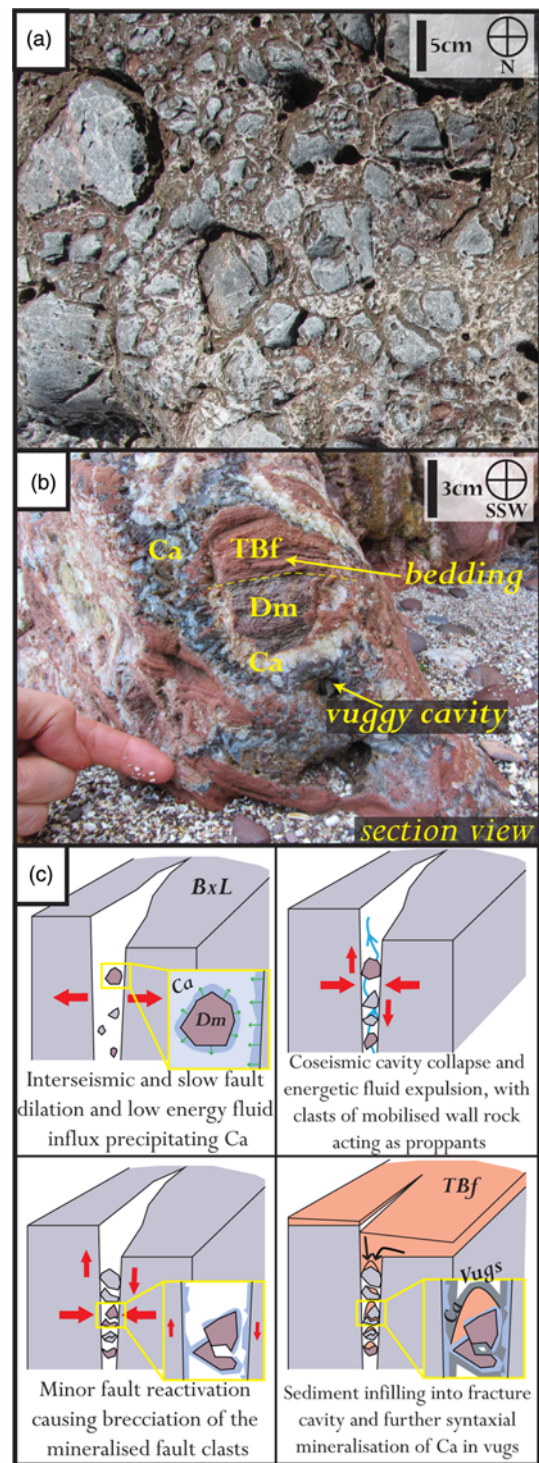 (a)
5cm
N
(b)
3cm
SSW
Ca
TBf
bedding
Dm
Ca
vuggy cavity
section view
(c)
BxL
Ca
Dm
Interseismic and slow fault
dilation and low energy fluid
influx precipitating Ca
Coseismic cavity collapse and
energetic fluid expulsion, with
clasts of mobilised wall rock
acting as proppants
Minor fault reactivation
causing brecciation of the
mineralised fault clasts
TBf
Vugs
Sediment infilling into fracture
cavity and further syntaxial
mineralisation of Ca in vugs